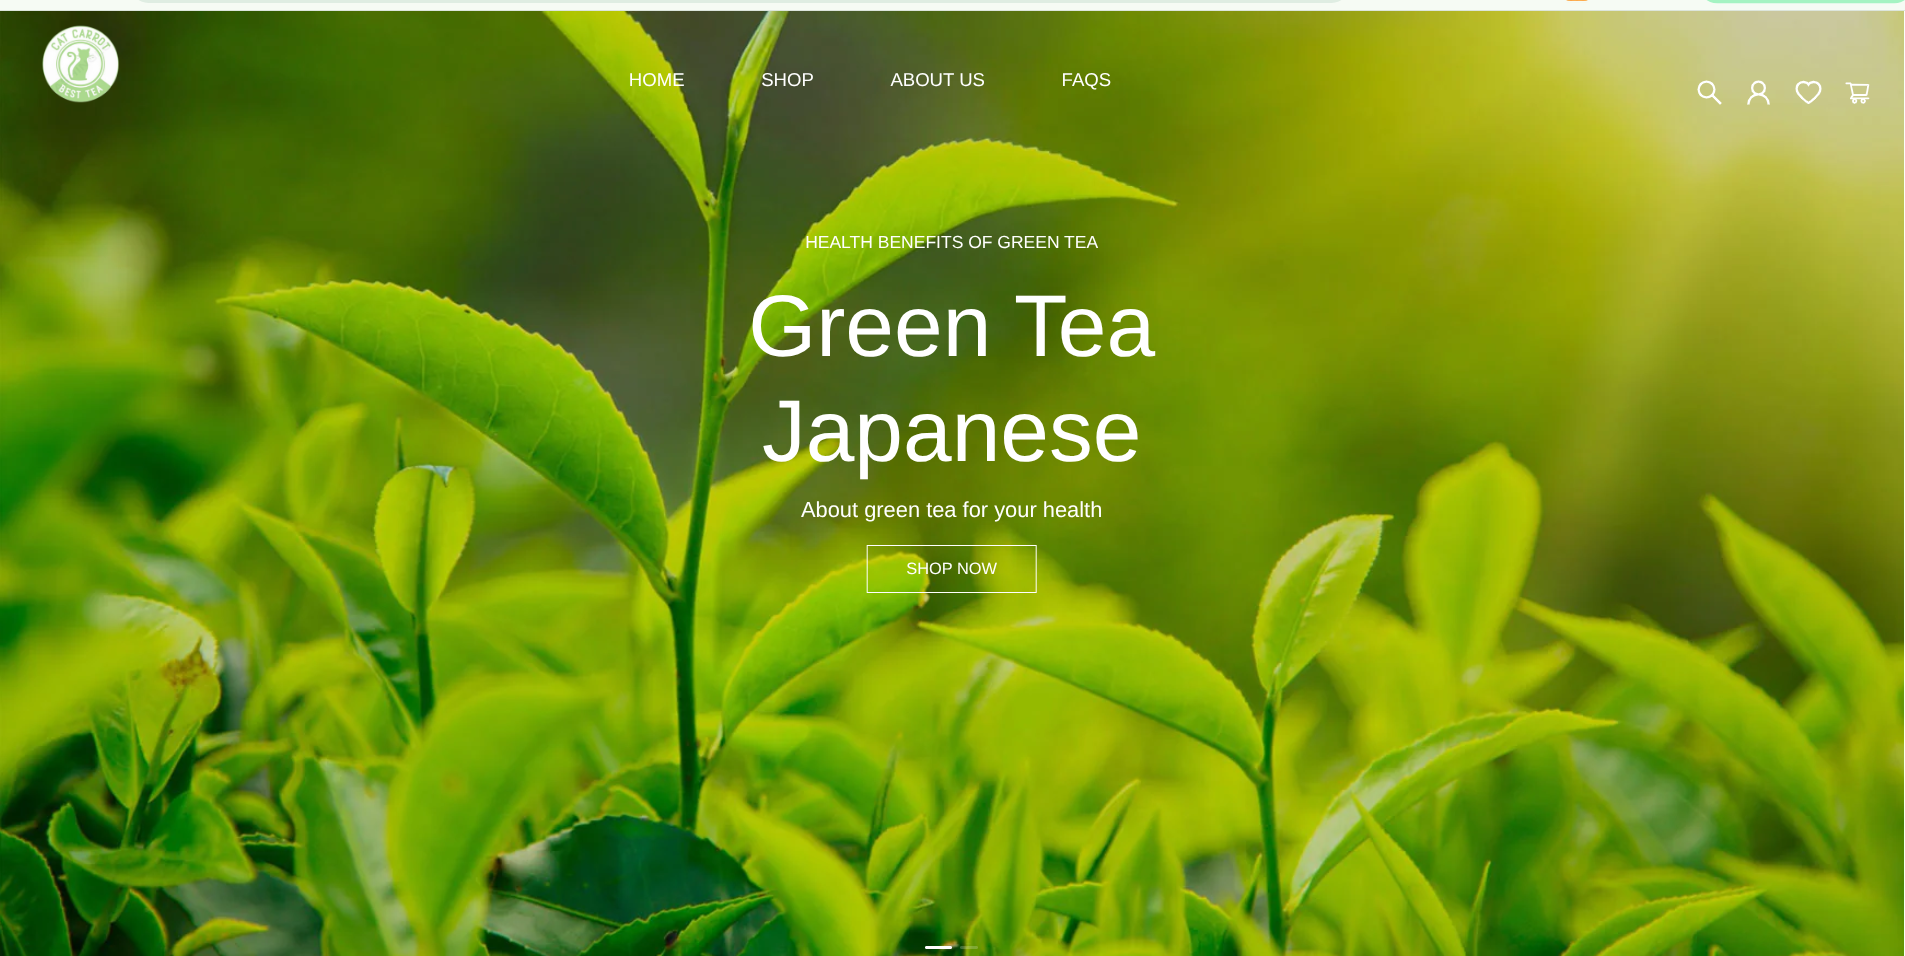 CAT CARROT
BEST TEA
HOME
SHOP
ABOUT US
FAQS
HEALTH BENEFITS OF GREEN TEA
Green Tea
Japanese
About green tea for your health
SHOP NOW